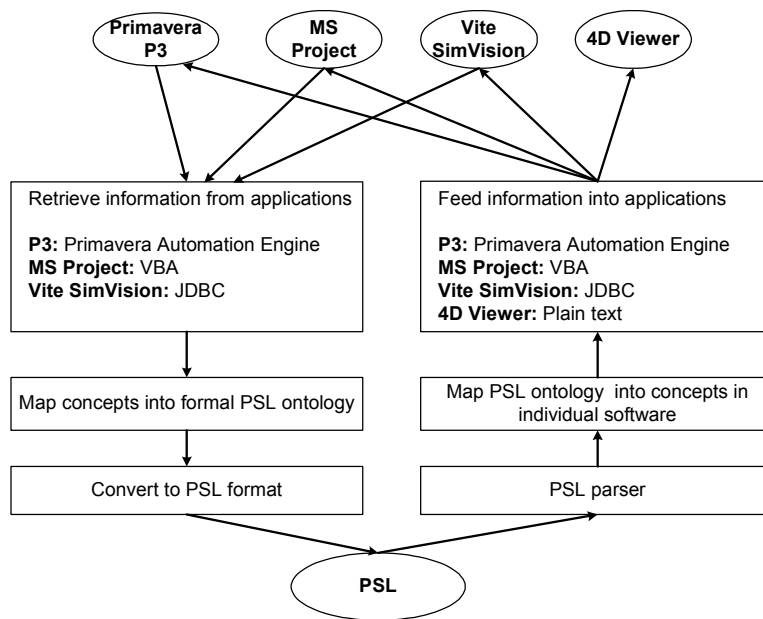 Primavera
P3
MS
Project
Vite
SimVision
4D Viewer
Retrieve information from applications
P3: Primavera Automation Engine
MS Project: VBA
Vite SimVision: JDBC
Feed information into applications
P3: Primavera Automation Engine
MS Project: VBA
Vite SimVision: JDBC
4D Viewer: Plain text
Map concepts into formal PSL ontology
Map PSL ontology into concepts in
individual software
Convert to PSL format
PSL parser
PSL